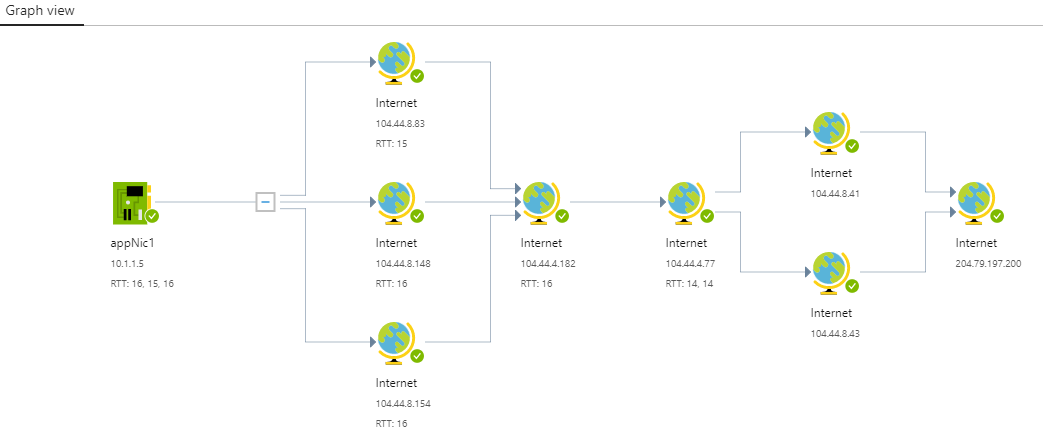 Graph view
appNic1
10.1.1.5
RTT: 16, 15, 16
Internet
104.44.8.83
RTT: 15
Internet
104.44.8.148
RTT: 16
Internet
104.44.8.154
RTT: 16
Internet
104.44.4.182
RTT: 16
Internet
104.44.4.77
RTT: 14, 14
Internet
104.44.8.41
Internet
104.44.8.43
Internet
204.79.197.200